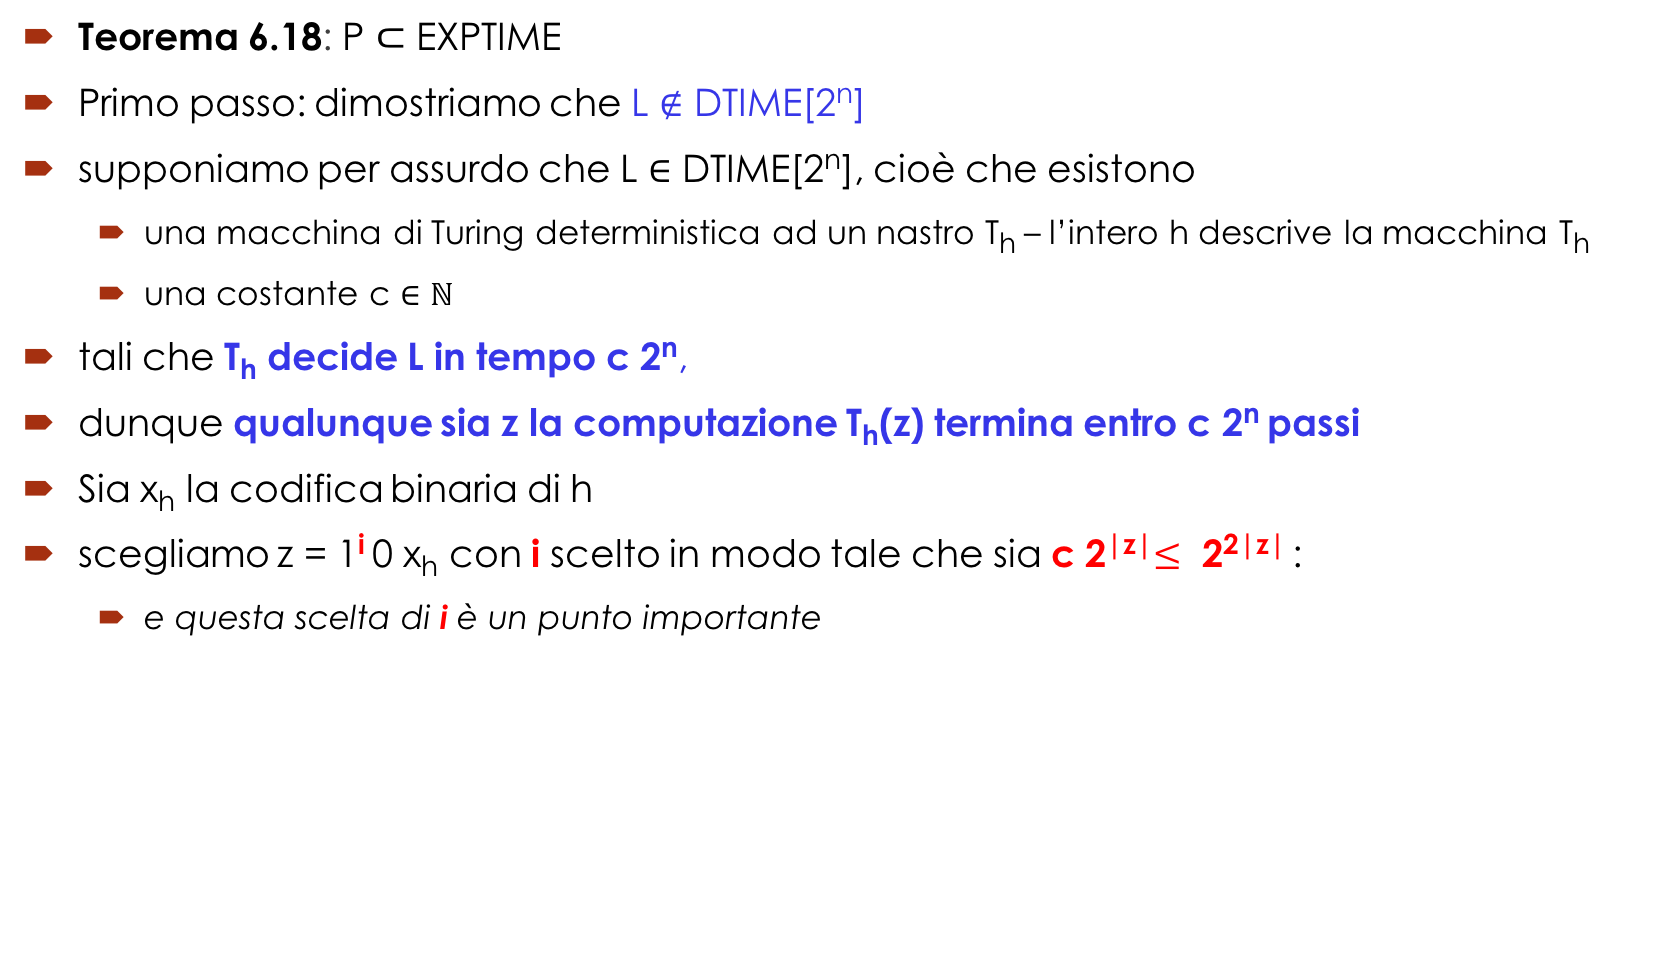 Teorema 6.18: P ⊂ EXPTIME
Primo passo: dimostriamo che L ∉ DTIME[2ⁿ]
supponiamo per assurdo che L ∈ DTIME[2ⁿ], cioè che esistono
una macchina di Turing deterministica ad un nastro Tₕ – l’intero h descrive la macchina Tₕ
una costante c ∈ ℕ
tali che Tₕ decide L in tempo c 2ⁿ,
dunque qualunque sia z la computazione Tₕ(z) termina entro c 2ⁿ passi
Sia xₕ la codifica binaria di h
scegliamo z = 1ⁱ 0 xₕ con i scelto in modo tale che sia c 2^|z| ≤ 2^2|z| :
e questa scelta di i è un punto importante